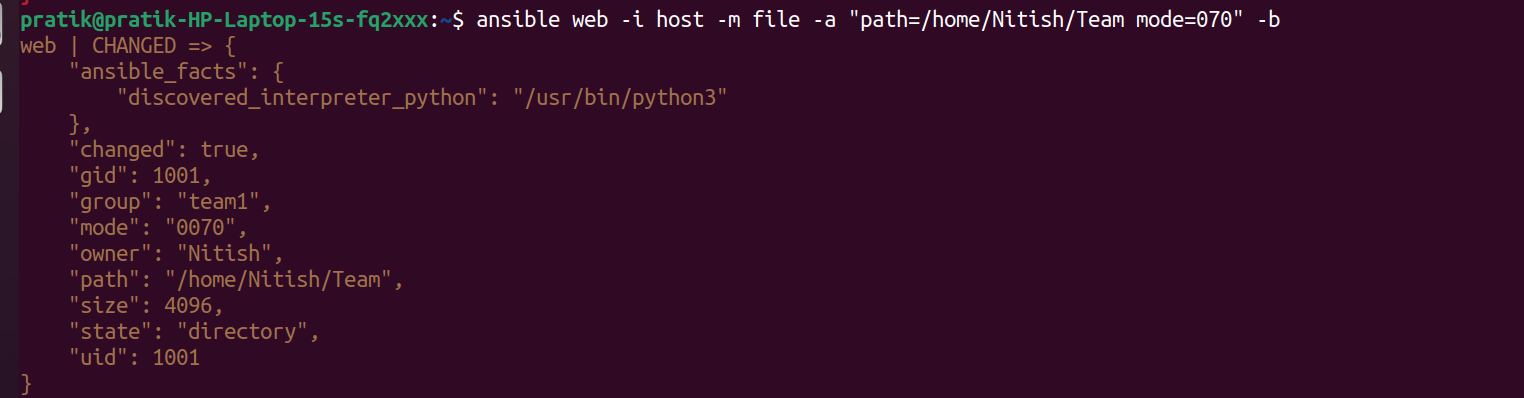 pratik@pratik-HP-Laptop-15s-fq2xxx:~$ ansible web -i host -m file -a "path=/home/Nitish/Team mode=070" -b
web | CHANGED => {
    "ansible_facts": {
        "discovered_interpreter_python": "/usr/bin/python3"
    },
    "changed": true,
    "gid": 1001,
    "group": "team1",
    "mode": "0070",
    "owner": "Nitish",
    "path": "/home/Nitish/Team",
    "size": 4096,
    "state": "directory",
    "uid": 1001
}